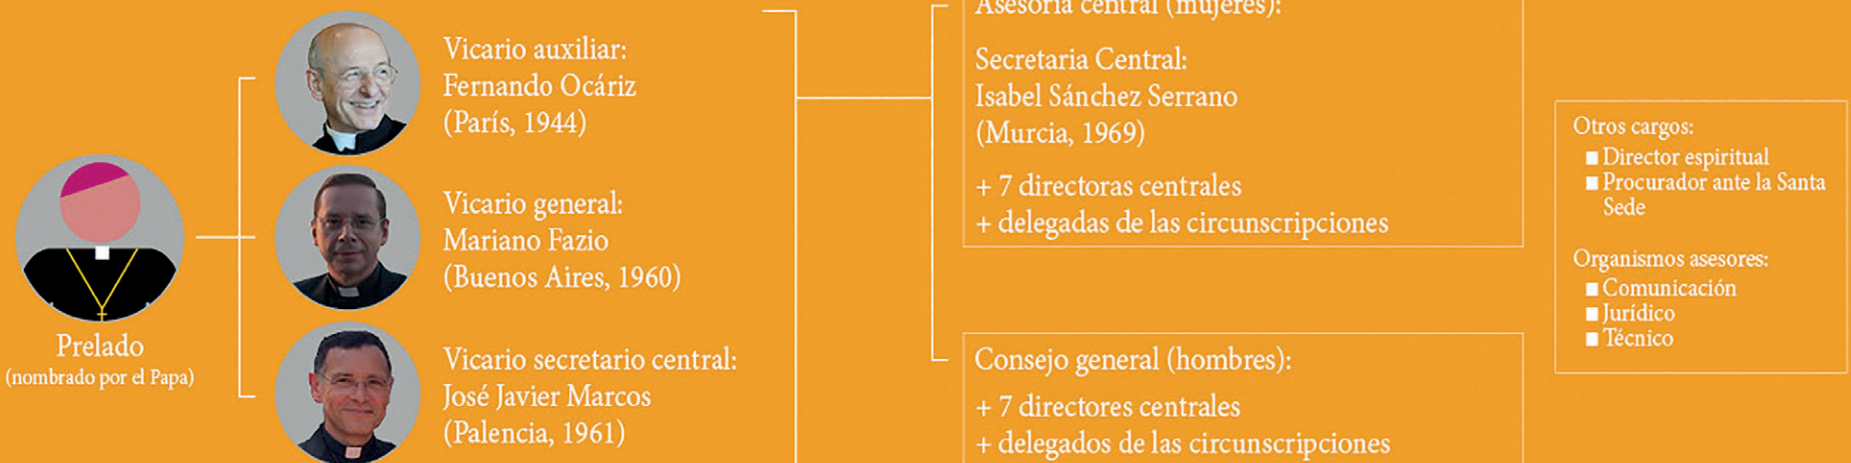 Prelado
(nombrado por el Papa)
Vicario auxiliar:
Fernando Ocáriz
(París, 1944)
Vicario general:
Mariano Fazio
(Buenos Aires, 1960)
Vicario secretario central:
José Javier Marcos
(Palencia, 1961)
Asesoría central (mujeres):
Secretaria Central:
Isabel Sánchez Serrano
(Murcia, 1969)
+ 7 directoras centrales
+ delegadas de las circunscripciones
Consejo general (hombres):
+ 7 directores centrales
+ delegados de las circunscripciones
Otros cargos:
Director espiritual
Procurador ante la Santa
Sede
Organismos asesores:
Comunicación
Jurídico
Técnico